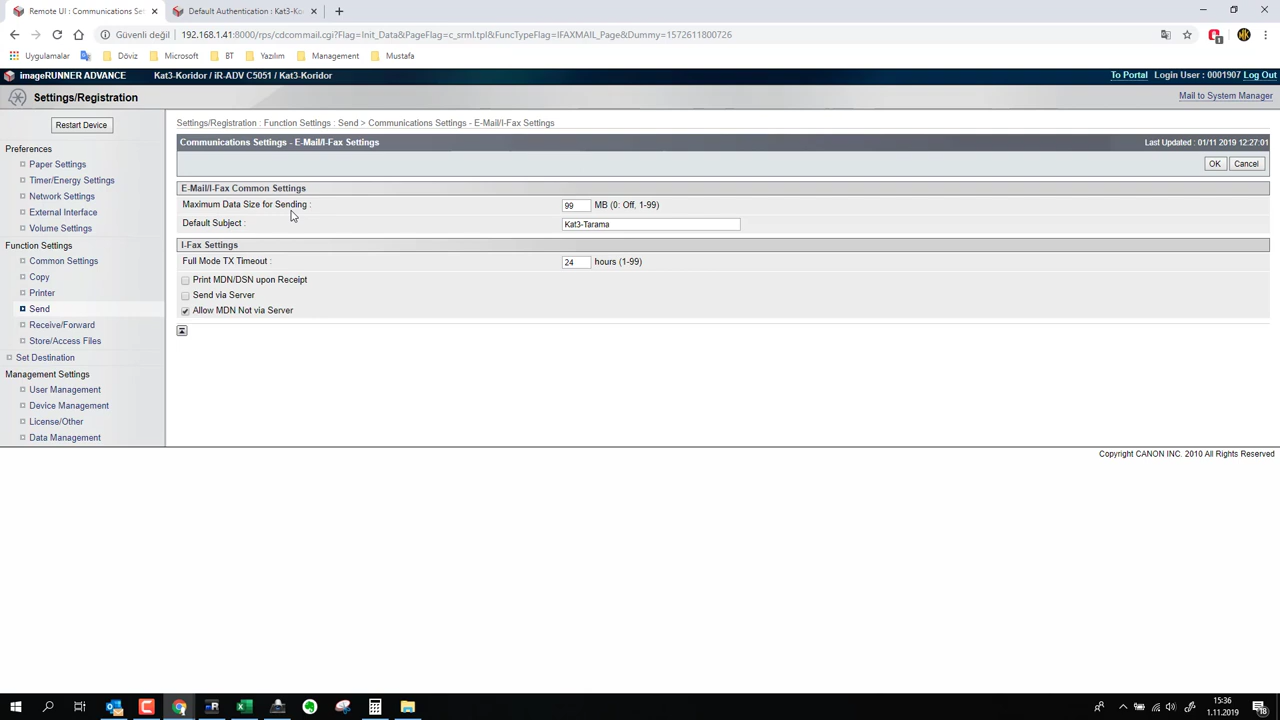 Remote UI : Communications Se
Default Authentication : Kat3-Ko
Güvenli değil
192.168.1.41:8000/rps/cdcommail.cgi?Flag=Init_Data&PageFlag=c_srml.tpl&FuncTypeFlag=IFAXMAIL_Page&Dummy=1572611800726
Uygulamalar
Döviz
Microsoft
BT
Yazılım
Management
Mustafa
imageRUNNER ADVANCE
Kat3-Koridor / iR-ADV C5051 / Kat3-Koridor
To Portal
Login User : 0001907
Log Out
Settings/Registration
Mail to System Manager
Restart Device
Preferences
Paper Settings
Timer/Energy Settings
Network Settings
External Interface
Volume Settings
Function Settings
Common Settings
Copy
Printer
Send
Receive/Forward
Store/Access Files
Set Destination
Management Settings
User Management
Device Management
License/Other
Data Management
Settings/Registration : Function Settings : Send > Communications Settings - E-Mail/I-Fax Settings
Communications Settings - E-Mail/I-Fax Settings
Last Updated : 01/11 2019 12:27:01
OK
Cancel
E-Mail/I-Fax Common Settings
Maximum Data Size for Sending :
99 MB (0: Off, 1-99)
Default Subject :
Kat3-Tarama
I-Fax Settings
Full Mode TX Timeout :
24 hours (1-99)
Print MDN/DSN upon Receipt
Send via Server
Allow MDN Not via Server
Copyright CANON INC. 2010 All Rights Reserved
15:36
1.11.2019